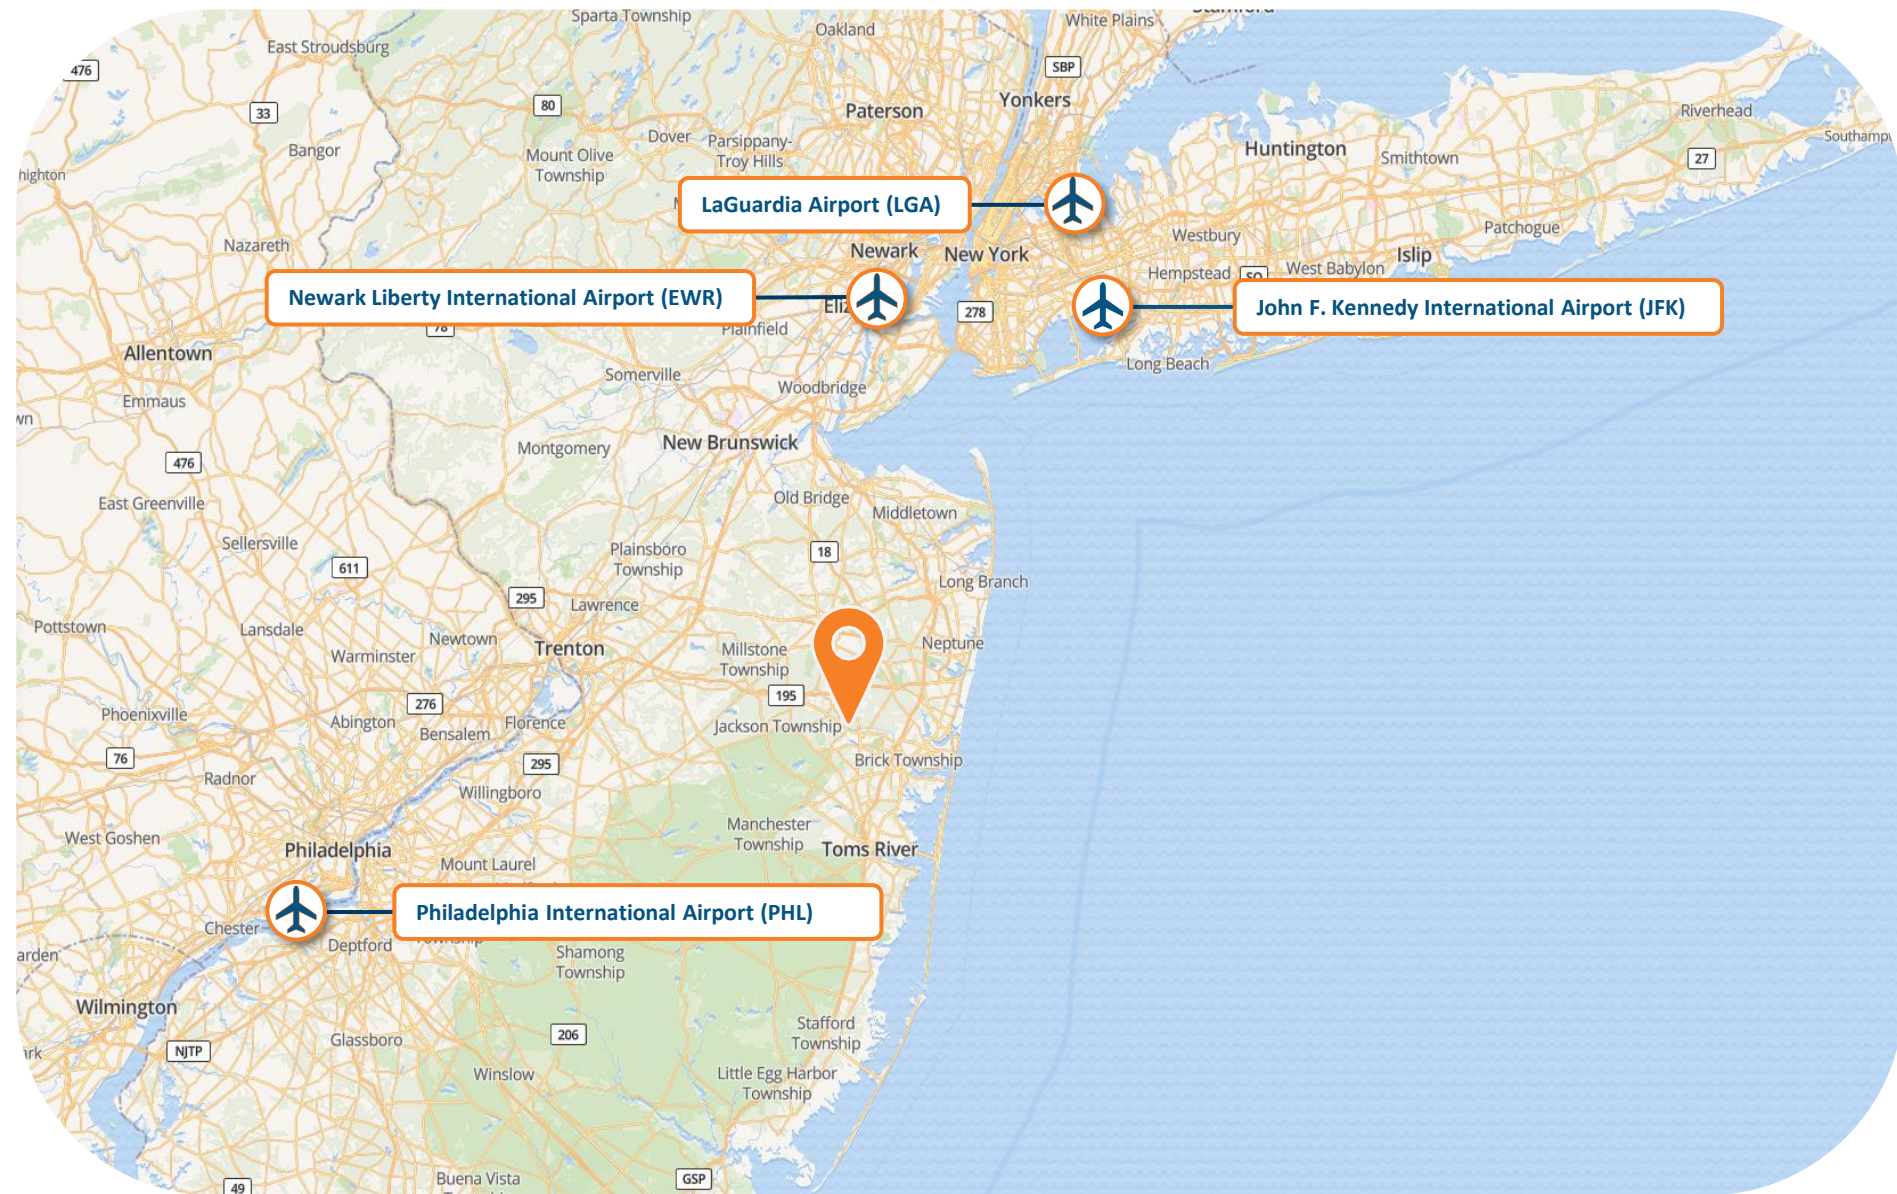 Sparta Township
Oakland
White Plains
Stamford
East Stroudsburg
476
SBP
33
80
Paterson
Yonkers
Riverhead
Bangor
Dover
Parsippany-
Troy Hills
Mount Olive
Township
Huntington
Smithtown
27
LaGuardia Airport (LGA)
Nazareth
Newark
New York
Westbury
Patchogue
Islip
Hempstead
SO
West Babylon
Newark Liberty International Airport (EWR)
278
John F. Kennedy International Airport (JFK)
78
Plainfield
Allentown
Long Beach
Somerville
Woodbridge
Emmaus
New Brunswick
Montgomery
476
East Greenville
Old Bridge
Middletown
Sellersville
Plainsboro
Township
18
611
Long Branch
295
Lawrence
Pottstown
Lansdale
Newtown
Trenton
Neptune
Warminster
Millstone
Township
195
276
Phoenixville
Abington
Florence
Bensalem
Jackson Township
76
295
Brick Township
Radnor
Willingboro
West Goshen
Manchester
Township
Philadelphia
Toms River
Mount Laurel
Philadelphia International Airport (PHL)
Chester
Deptford
Shamong
Township
Wilmington
206
Stafford
Township
Glassboro
NJTP
Winslow
Little Egg Harbor
Township
GSP
Buena Vista
49